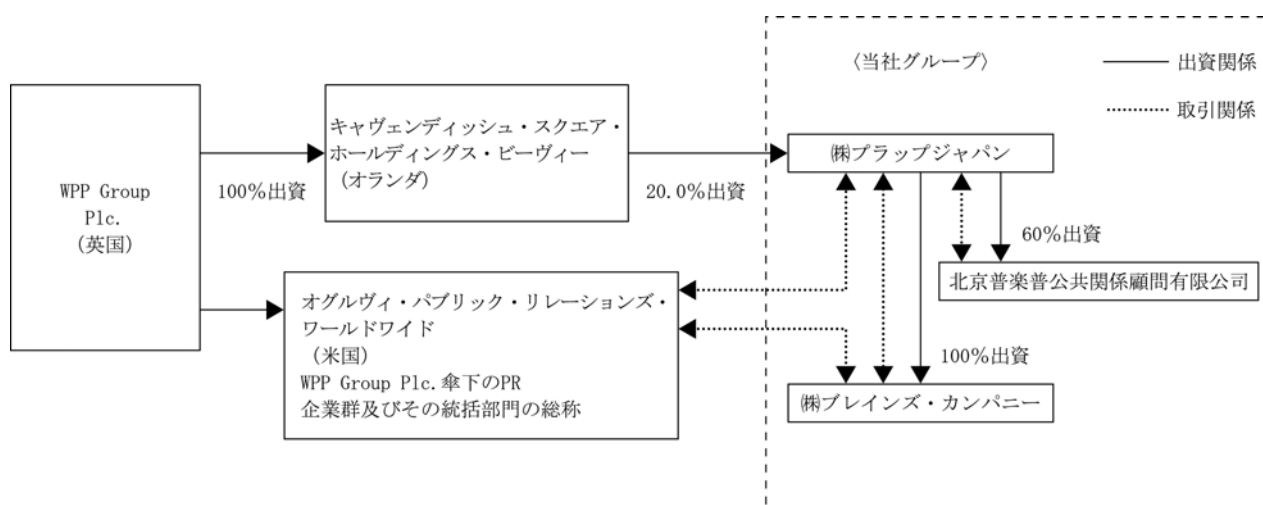 〈当社グループ〉
出資関係
取引関係
WPP Group
Plc.
(英国)
100%出資
キャヴェンディッシュ・スクエア・
ホールディングス・ビーヴィー
(オランダ)
20.0%出資
㈱プラップジャパン
60%出資
北京普楽普公共関係顧問有限公司
オグルヴィ・パブリック・リレーションズ・
ワールドワイド
(米国)
WPP Group Plc.傘下のPR
企業群及びその統括部門の総称
100%出資
㈱ブレインズ・カンパニー